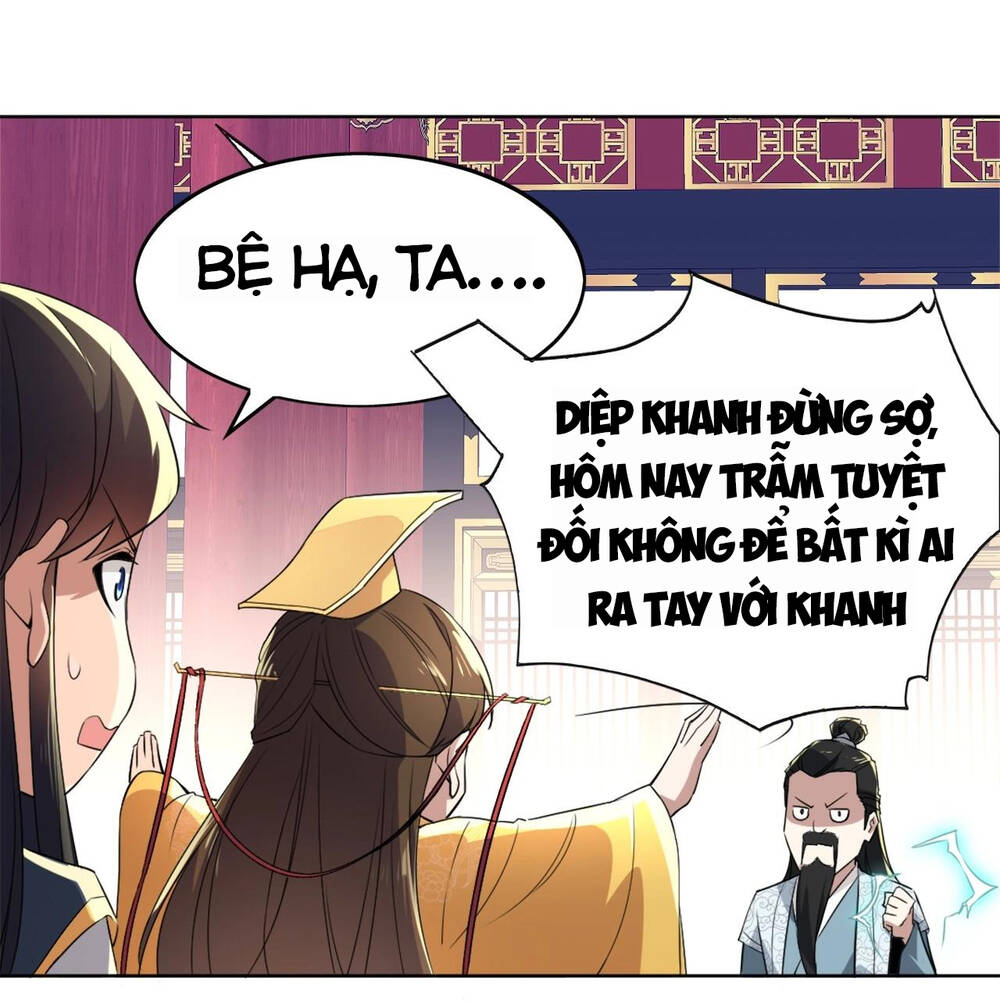 BỆ HẠ, TA....
DIỆP KHANH ĐỪNG SỢ,
HÔM NAY TRẪM TUYỆT
ĐỐI KHÔNG ĐỂ BẤT KÌ AI
RA TAY VỚI KHANH